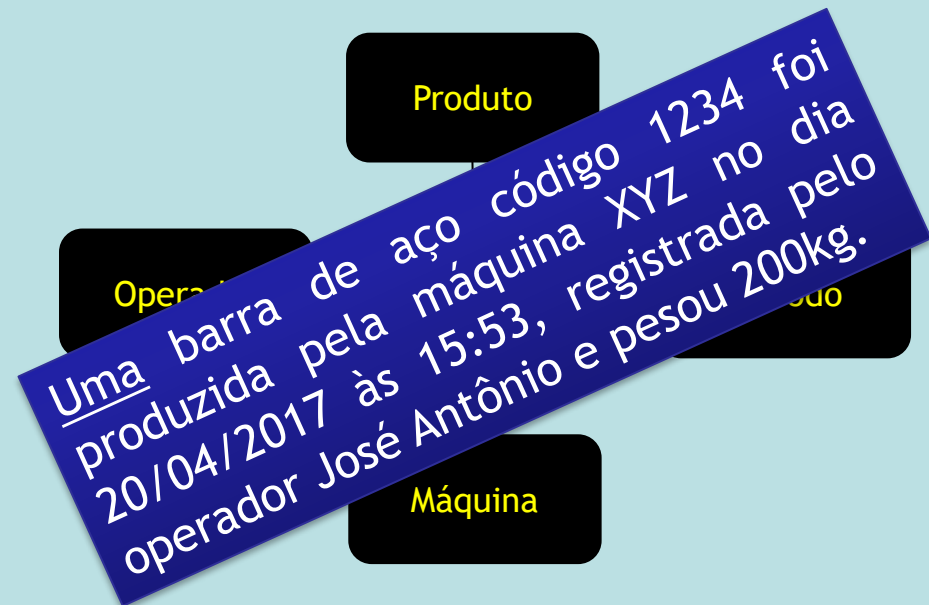 Produto
Uma barra de aço código 1234 foi
produzida pela máquina XYZ no dia
20/04/2017 às 15:53, registrada pelo
operador José Antônio e pesou 200kg.
Máquina